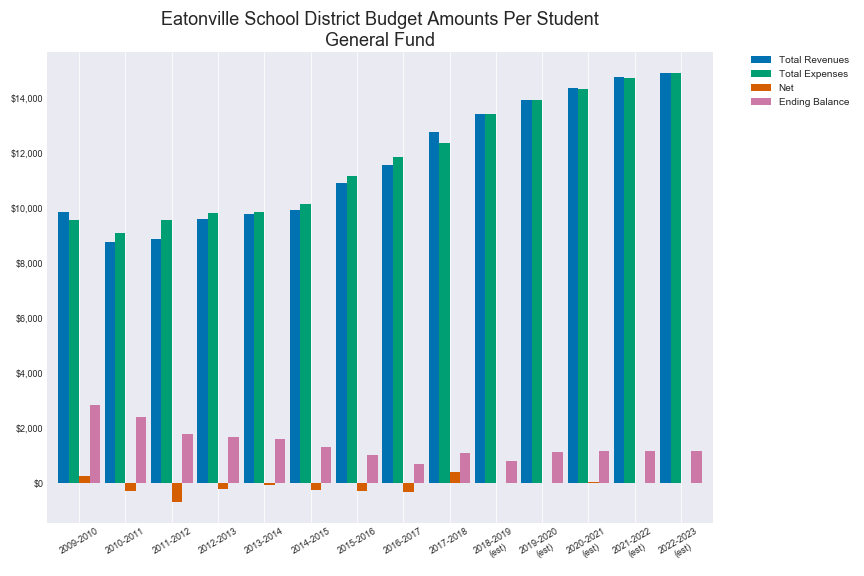 Eatonville School District Budget Amounts Per Student
General Fund
Total Revenues
Total Expenses
Net
Ending Balance
$14,000
$12,000
$10,000
$8,000
$6,000
$4,000
$2,000
$0
2009-2010
2010-2011
2011-2012
2012-2013
2013-2014
2014-2015
2015-2016
2016-2017
2017-2018
2018-2019
(est)
2019-2020
(est)
2020-2021
(est)
2021-2022
(est)
2022-2023
(est)